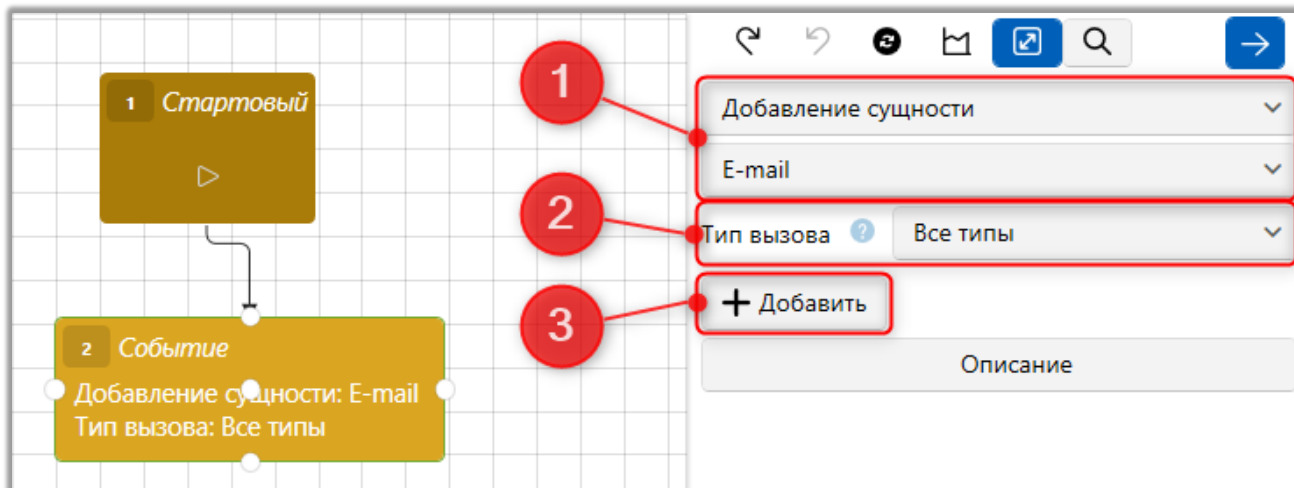 1 Стартовый
2 Событие
Добавление сущности: E-mail
Тип вызова: Все типы
1
2
3
Добавление сущности
E-mail
Тип вызова ? Все типы
+ Добавить
Описание